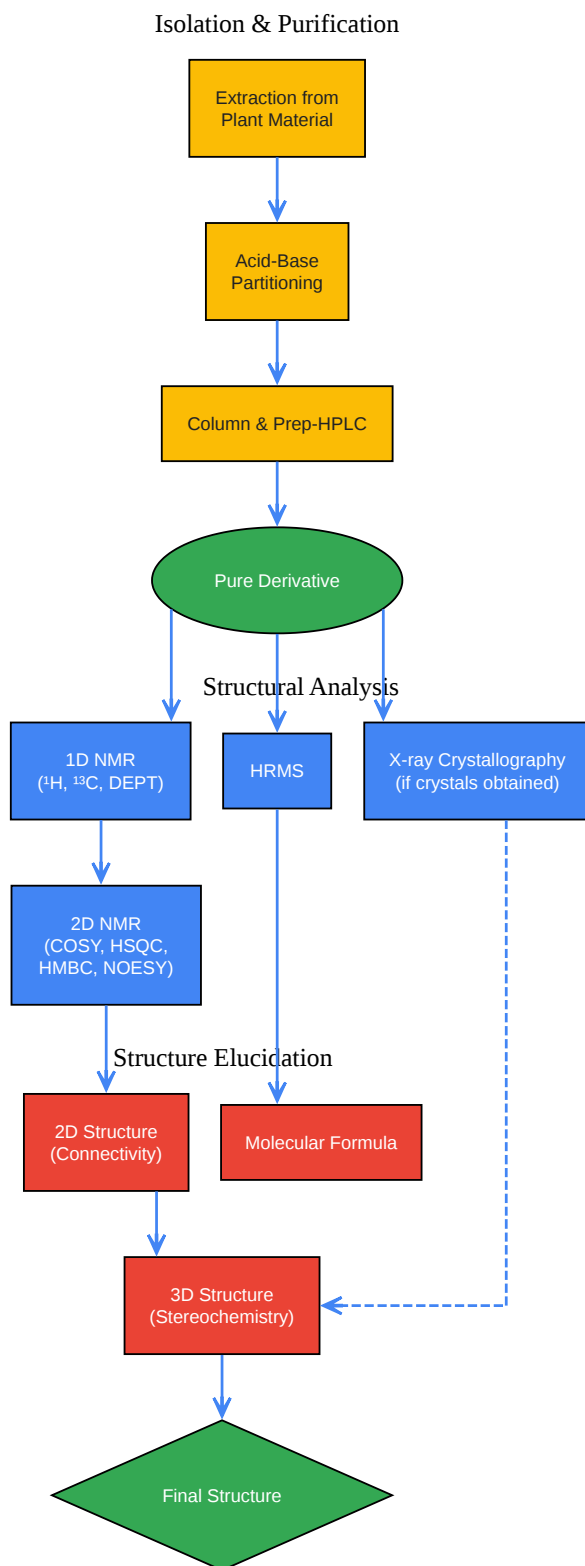 Isolation & Purification
Extraction from
Plant Material
Acid-Base
Partitioning
Column & Prep-HPLC
Pure Derivative
Structural Analysis
1D NMR
(¹H, ¹³C, DEPT)
HRMS
X-ray Crystallography
(if crystals obtained)
2D NMR
(COSY, HSQC,
HMBC, NOESY)
Structure Elucidation
2D Structure
(Connectivity)
Molecular Formula
3D Structure
(Stereochemistry)
Final Structure